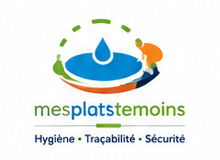 mesplatstemoins
Hygiène • Traçabilité • Sécurité